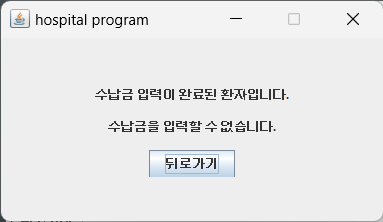 hospital program
수납금 입력이 완료된 환자입니다.
수납금을 입력할 수 없습니다.
뒤로가기